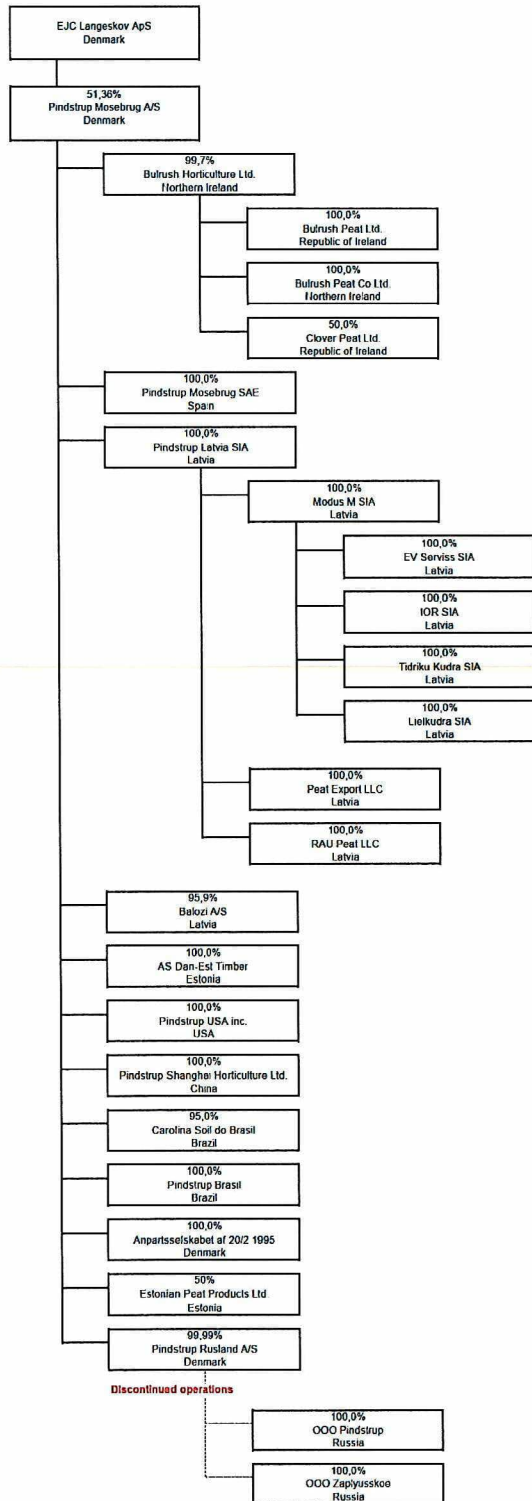 EJC Langeskov ApS
Denmark
51,36%
Pindstrup Mosebrug A/S
Denmark
99,7%
Bulrush Horticulture Ltd.
Northern Ireland
100,0%
Bulrush Peat Ltd.
Republic of Ireland
100,0%
Bulrush Peat Co Ltd.
Northern Ireland
50,0%
Clover Peat Ltd.
Republic of Ireland
100,0%
Pindstrup Mosebrug SAE
Spain
100,0%
Pindstrup Latvia SIA
Latvia
100,0%
Modus M SIA
Latvia
100,0%
EV Serviss SIA
Latvia
100,0%
IOR SIA
Latvia
100,0%
Tidriku Kudra SIA
Latvia
100,0%
Lielkudra SIA
Latvia
100,0%
Peat Export LLC
Latvia
100,0%
RAU Peat LLC
Latvia
95,9%
Balozi A/S
Latvia
100,0%
AS Dan-Est Timber
Estonia
100,0%
Pindstrup USA inc.
USA
100,0%
Pindstrup Shanghai Horticulture Ltd.
China
95,0%
Carolina Soil do Brasil
Brazil
100,0%
Pindstrup Brasil
Brazil
100,0%
Anpartsselskabet af 20/2 1995
Denmark
50%
Estonian Peat Products Ltd
Estonia
99,99%
Pindstrup Rusland A/S
Denmark
Discontinued operations
100,0%
OOO Pindstrup
Russia
100,0%
OOO Zaplyusskoe
Russia